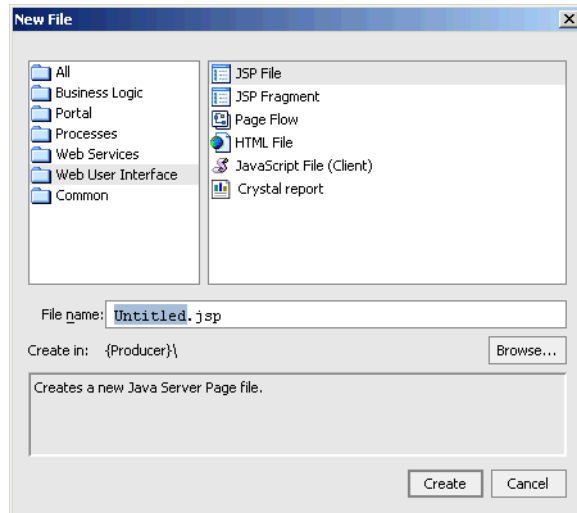 New File
All
Business Logic
Portal
Processes
Web Services
Web User Interface
Common
JSP File
JSP Fragment
Page Flow
HTML File
JavaScript File (Client)
Crystal report
File name: Untitled.jsp
Create in: {Producer}\
Browse...
Creates a new Java Server Page file.
Create
Cancel